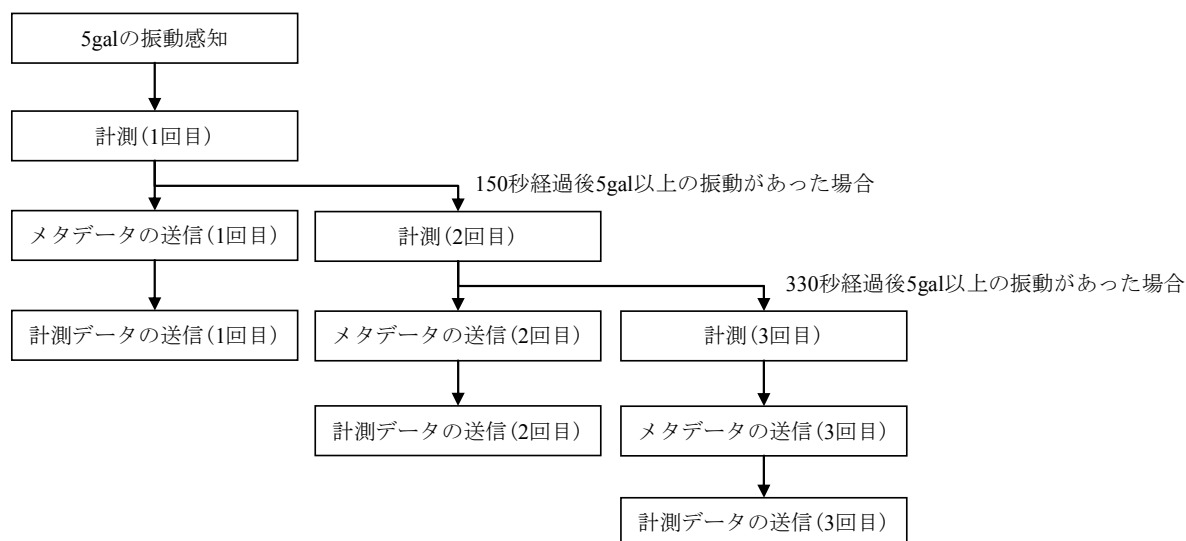 5galの振動感知
計測(1回目)
150秒経過後5gal以上の振動があった場合
メタデータの送信(1回目)
計測(2回目)
330秒経過後5gal以上の振動があった場合
計測データの送信(1回目)
メタデータの送信(2回目)
計測(3回目)
計測データの送信(2回目)
メタデータの送信(3回目)
計測データの送信(3回目)